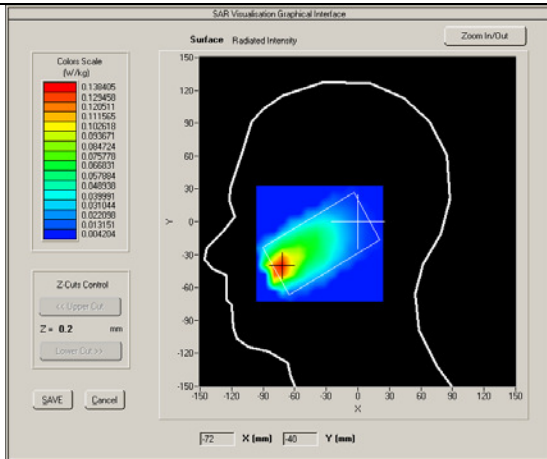 SAR Visualisation Graphical Interface
Surface Radiated Intensity
Zoom In/Out
Colors Scale
(W/kg)
0.138405
0.129458
0.120511
0.111565
0.102618
0.093671
0.084724
0.075778
0.066831
0.057884
0.048938
0.039991
0.031044
0.022098
0.013151
0.004204
Z-Cuts Control
<< Upper Cut
Z = 0.2 mm
Lower Cut >>
SAVE Cancel
Y
150
120
90
60
30
0
-30
-60
-90
-120
-150
-150 -120 -90 -60 -30 0 30 60 90 120 150
X
-72 X (mm) -40 Y (mm)